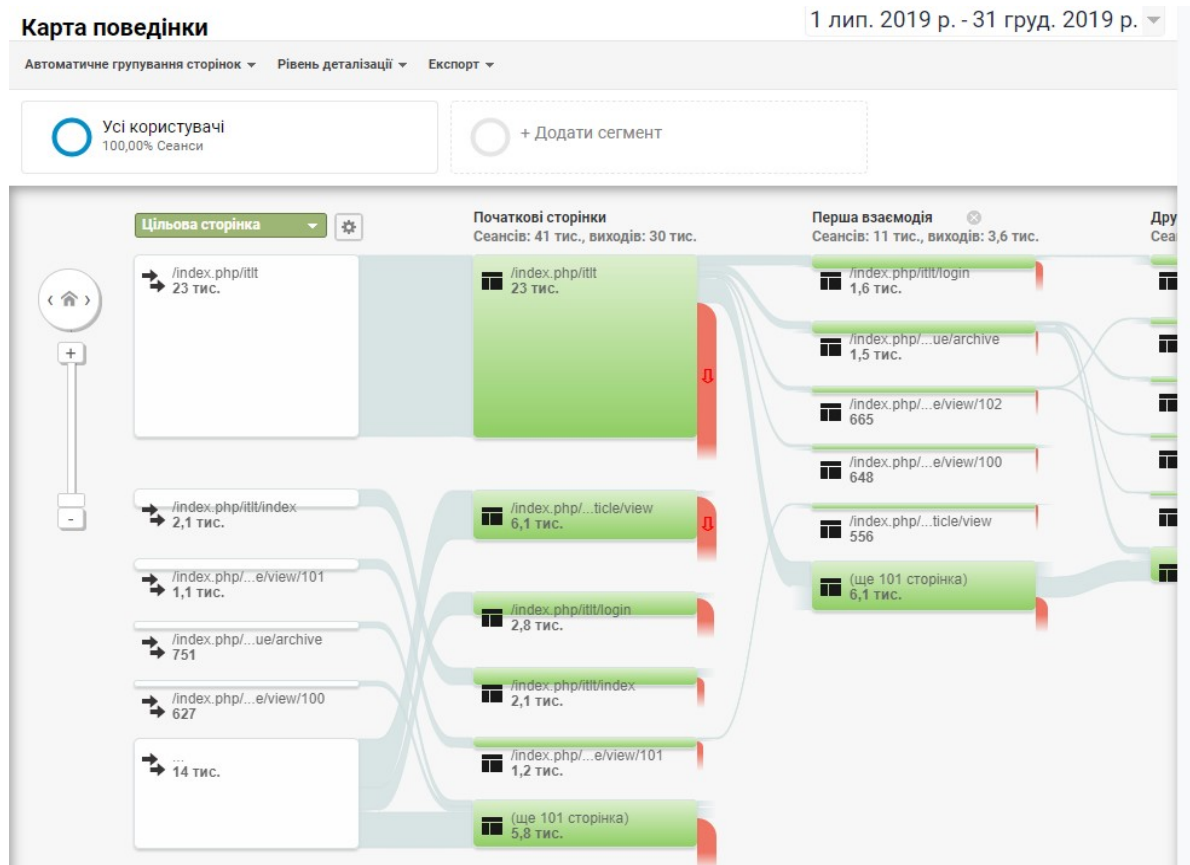 Карта поведінки
1 лип. 2019 р. - 31 груд. 2019 р.
Автоматичне групування сторінок
Рівень деталізації
Експорт
Усі користувачі
100,00% Сеанси
+ Додати сегмент
Цільова сторінка
/index.php/itlt
23 тис.
/index.php/itlt/index
2,1 тис.
/index.php/...e/view/101
1,1 тис.
/index.php/...ue/archive
751
/index.php/...e/view/100
627
...
14 тис.
Початкові сторінки
Сеансів: 41 тис., виходів: 30 тис.
/index.php/itlt
23 тис.
/index.php/...ticle/view
6,1 тис.
/index.php/itlt/login
2,8 тис.
/index.php/itlt/index
2,1 тис.
/index.php/...e/view/101
1,2 тис.
(ще 101 сторінка)
5,8 тис.
Перша взаємодія
Сеансів: 11 тис., виходів: 3,6 тис.
/index.php/itlt/login
1,6 тис.
/index.php/...ue/archive
1,5 тис.
/index.php/...e/view/102
665
/index.php/...e/view/100
648
/index.php/...ticle/view
556
(ще 101 сторінка)
6,1 тис.
Дру
Сеа